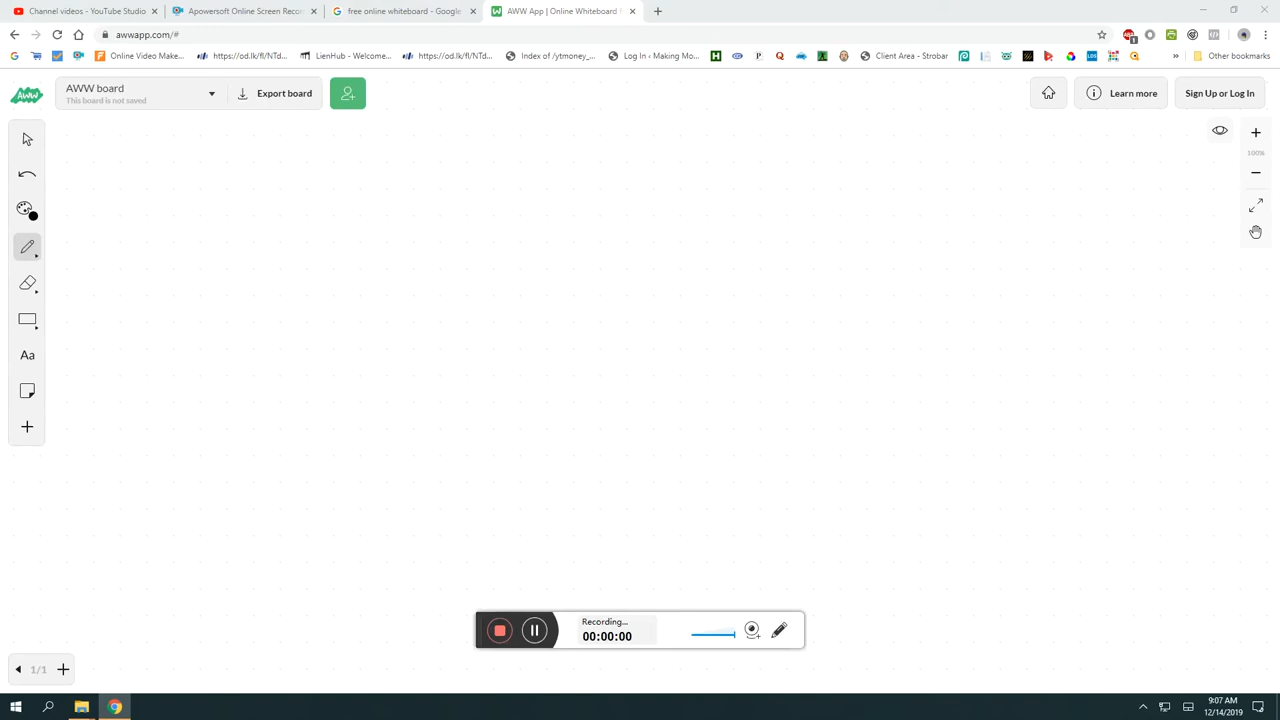 Channel videos - YouTube Studio
Apowersoft Online Screen Recor
free online whiteboard - Google
AWW App | Online Whiteboard
awwapp.com/#
Online Video Make...
https://od.lk/f/NTd...
LienHub - Welcome...
https://od.lk/f/NTd...
Index of /ytmoney_...
Log In ‹ Making Mo...
Client Area - Strobar
»
Other bookmarks
AWW
AWW board
This board is not saved
Export board
Learn more
Sign Up or Log In
100%
Aa
Recording...
00:00:00
1/1
9:07 AM
12/14/2019